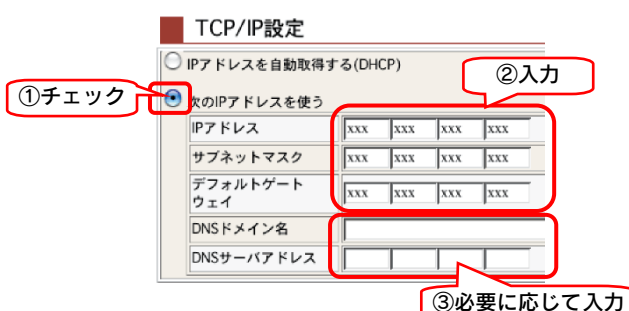 TCP/IP設定
IPアドレスを自動取得する(DHCP)
②入力
①チェック
次のIPアドレスを使う
IPアドレス xxx xxx xxx xxx
サブネットマスク xxx xxx xxx xxx
デフォルトゲート
ウェイ xxx xxx xxx xxx
DNSドメイン名
DNSサーバアドレス
③必要に応じて入力